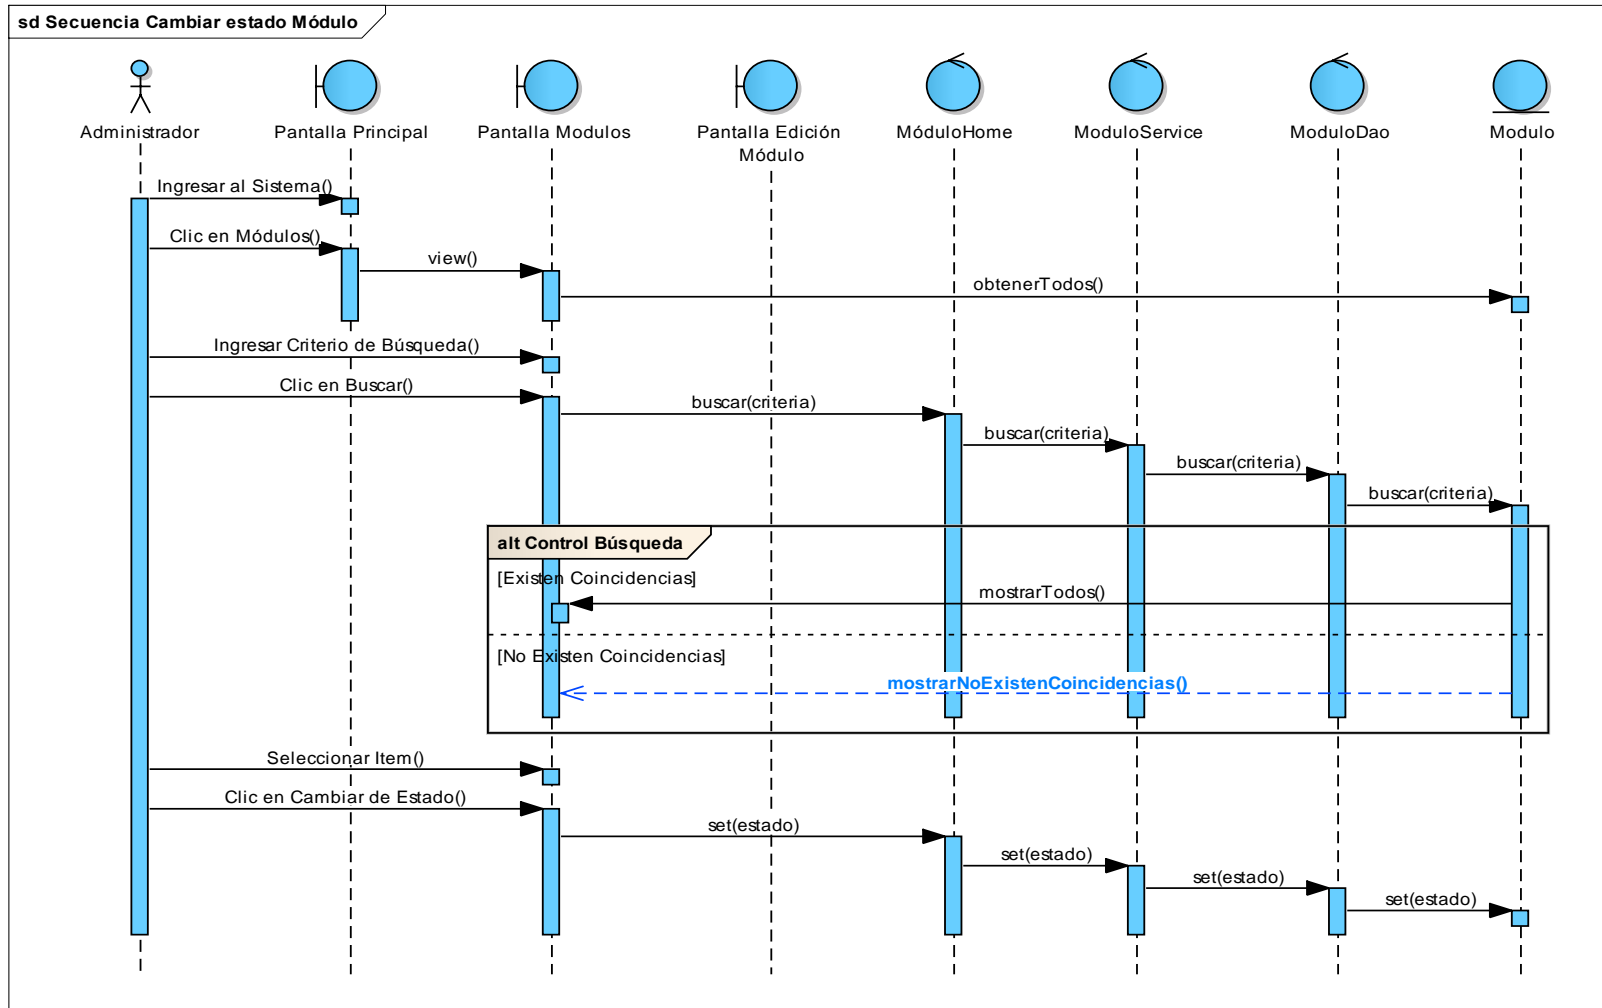 sd Secuencia Cambiar estado Módulo
Administrador
Pantalla Principal
Pantalla Modulos
Pantalla Edición
Módulo
MóduloHome
ModuloService
ModuloDao
Modulo
Ingresar al Sistema()
Clic en Módulos()
view()
obtenerTodos()
Ingresar Criterio de Búsqueda()
Clic en Buscar()
buscar(criteria)
buscar(criteria)
buscar(criteria)
buscar(criteria)
alt Control Búsqueda
[Existen Coincidencias]
mostrarTodos()
[No Existen Coincidencias]
mostrarNoExistenCoincidencias()
Seleccionar Item()
Clic en Cambiar de Estado()
set(estado)
set(estado)
set(estado)
set(estado)